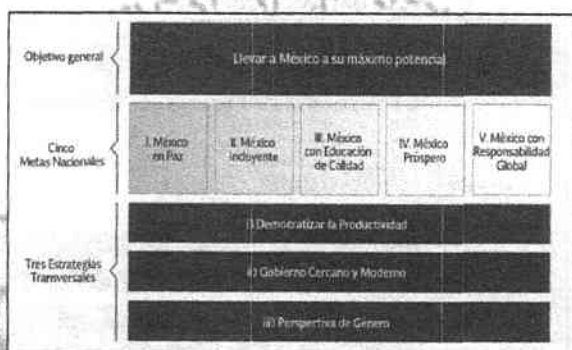 Objetivo general
Llevar a México a su máximo potencial
Cinco
Metas Nacionales
I. México
en Paz
II. México
Incluyente
III. México
con Educación
de Calidad
IV. México
Próspero
V. México con
Responsabilidad
Global
Tres Estrategias
Transversales
i) Democratizar la Productividad
ii) Gobierno Cercano y Moderno
iii) Perspectiva de Género